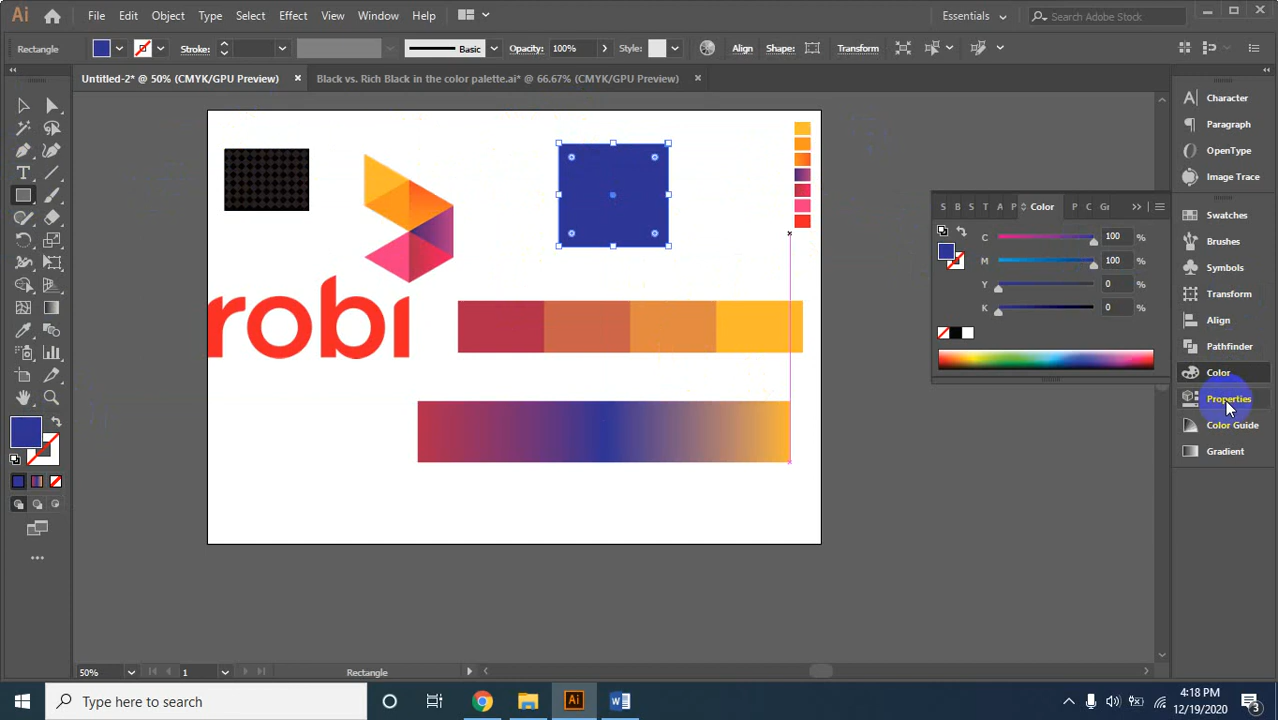 Ai File Edit Object Type Select Effect View Window Help Essentials Search Adobe Stock
Rectangle Stroke: Basic Opacity: 100% Style: Align Shape: Transform
Untitled-2* @ 50% (CMYK/GPU Preview) × Black vs. Rich Black in the color palette.ai* @ 66.67% (CMYK/GPU Preview) ×
Character
Paragraph
OpenType
Image Trace
Swatches
Brushes
Symbols
Transform
Align
Pathfinder
Color
Properties
Color Guide
Gradient
S B S T A P Color P C Gr
C 100 %
M 100 %
Y 0 %
K 0 %
robi
50% 1 Rectangle
Type here to search
Ai
W
4:18 PM
12/19/2020
3